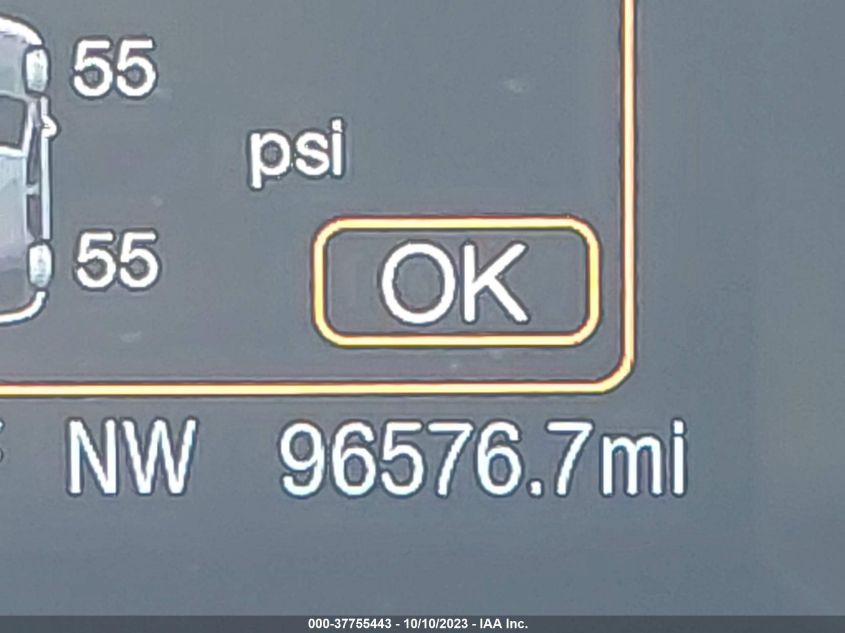 55
psi
55
OK
NW 96576.7mi
000-37755443 - 10/10/2023 - IAA Inc.